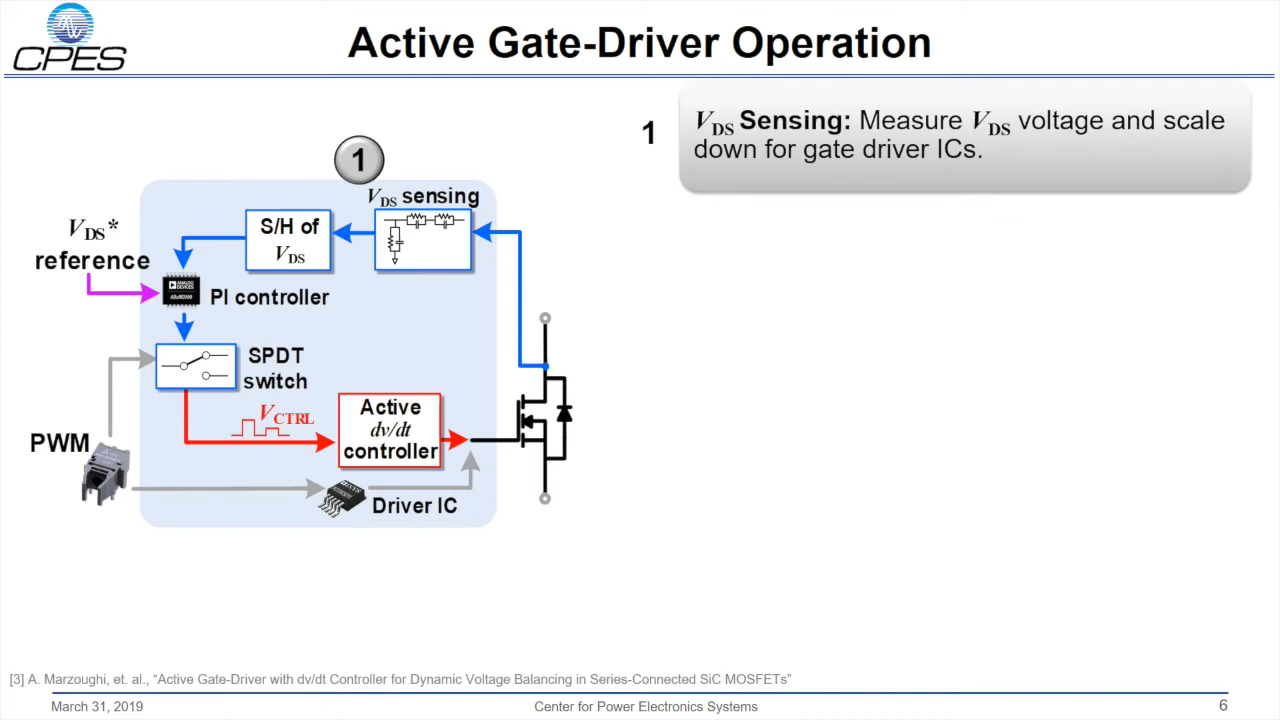 CPES
Active Gate-Driver Operation
1
V_DS Sensing: Measure V_DS voltage and scale
down for gate driver ICs.
1
V_DS sensing
S/H of
V_DS
V_DS*
reference
ANALOG
DEVICES
PI controller
SPDT
switch
V_CTRL
Active
dv/dt
controller
PWM
Driver IC
[3] A. Marzoughi, et. al., “Active Gate-Driver with dv/dt Controller for Dynamic Voltage Balancing in Series-Connected SiC MOSFETs”
March 31, 2019
Center for Power Electronics Systems
6